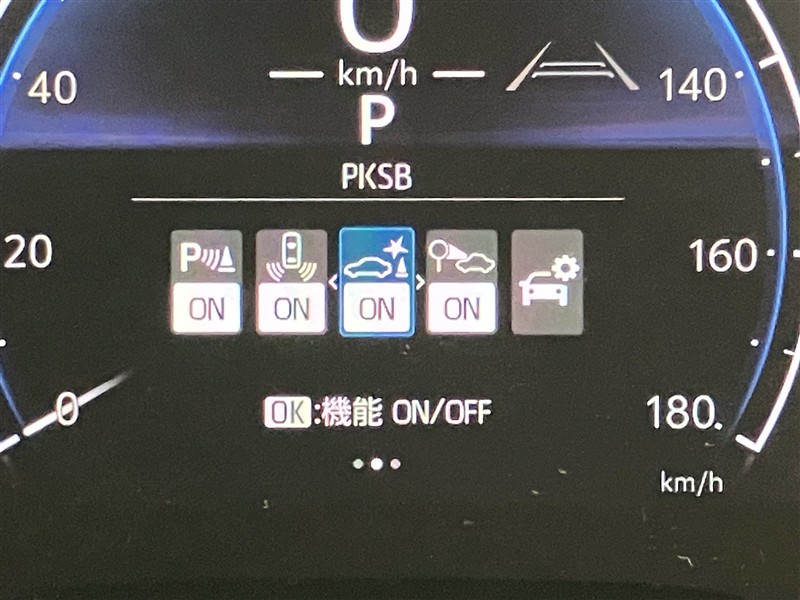 0
km/h
40
140
P
PKSB
20
160
P
ON ON ON ON
0
OK:機能 ON/OFF
180.
km/h